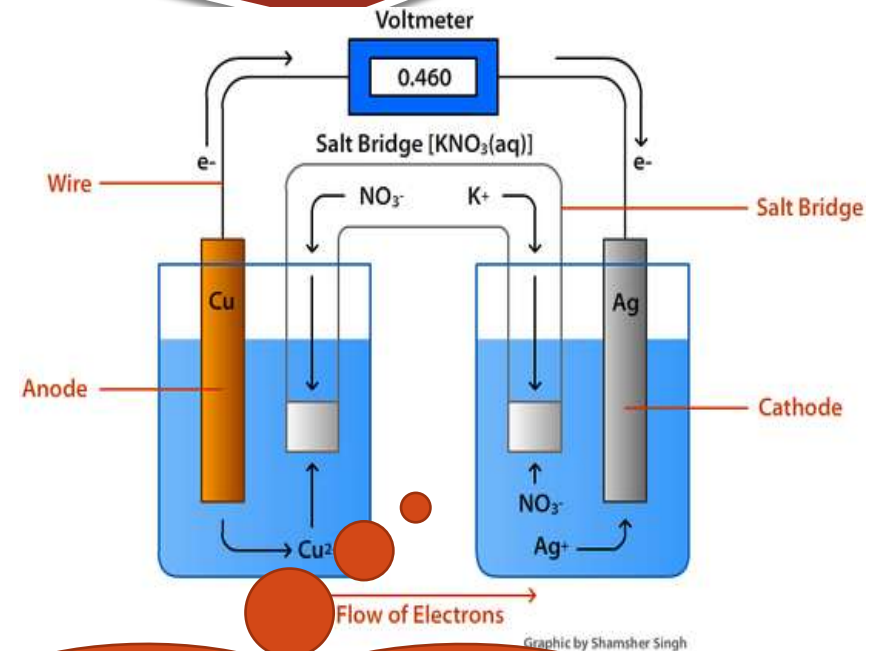 Voltmeter
0.460
Salt Bridge [KNO₃(aq)]
e-
e-
Wire
NO₃-
K+
Salt Bridge
Cu
Ag
Anode
Cathode
NO₃-
Cu²
Ag+
Flow of Electrons
Graphic by Shamsher Singh